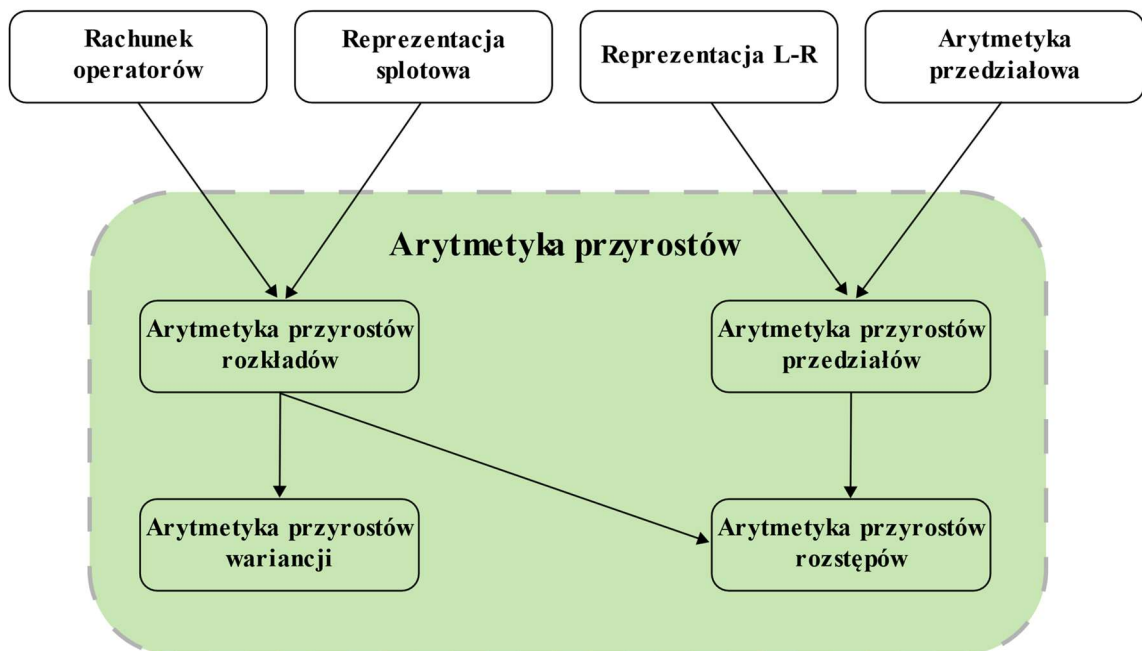 Rachunek
operatorów
Reprezentacja
splotowa
Reprezentacja L-R
Arytmetyka
przedziałowa
Arytmetyka przyrostów
Arytmetyka przyrostów
rozkładów
Arytmetyka przyrostów
przedziałów
Arytmetyka przyrostów
wariancji
Arytmetyka przyrostów
rozstępów